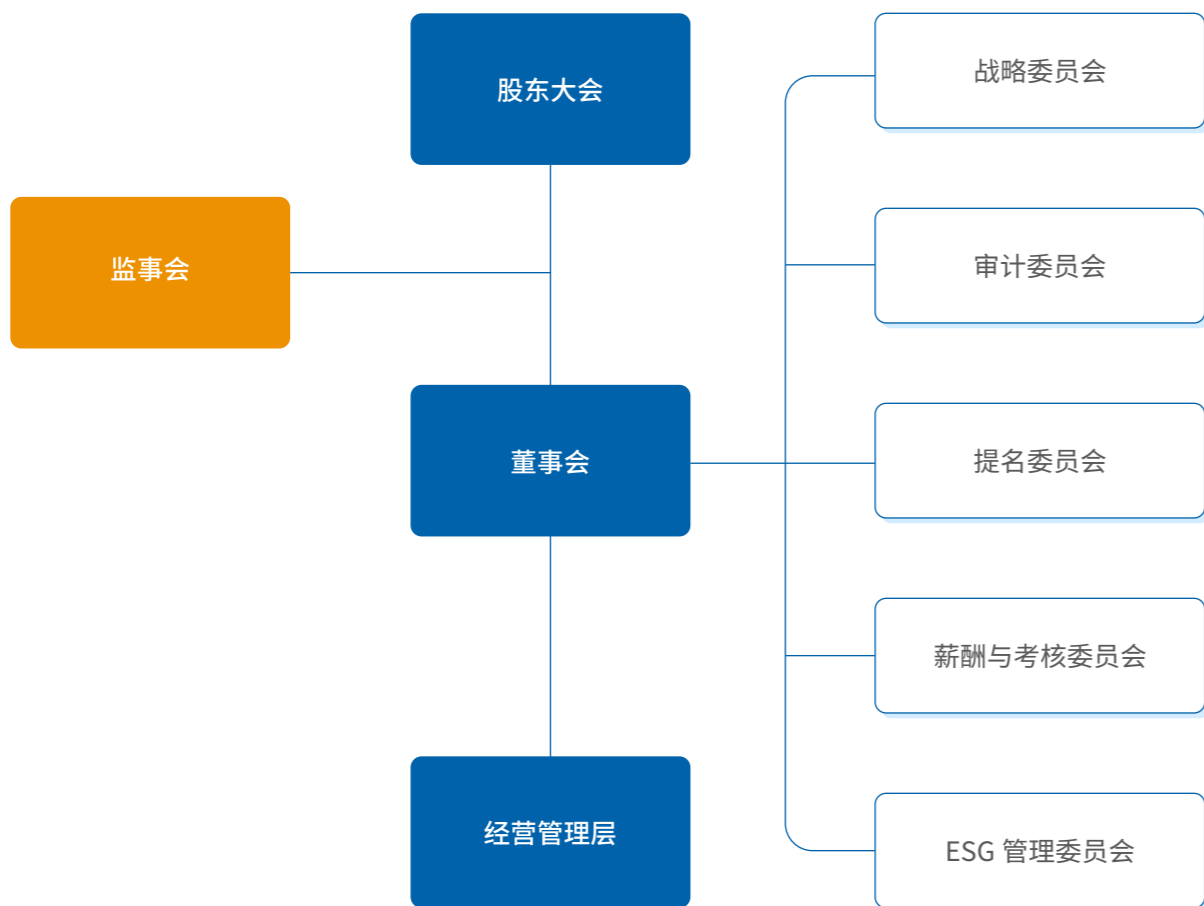 股东大会
监事会
董事会
经营管理层
战略委员会
审计委员会
提名委员会
薪酬与考核委员会
ESG 管理委员会